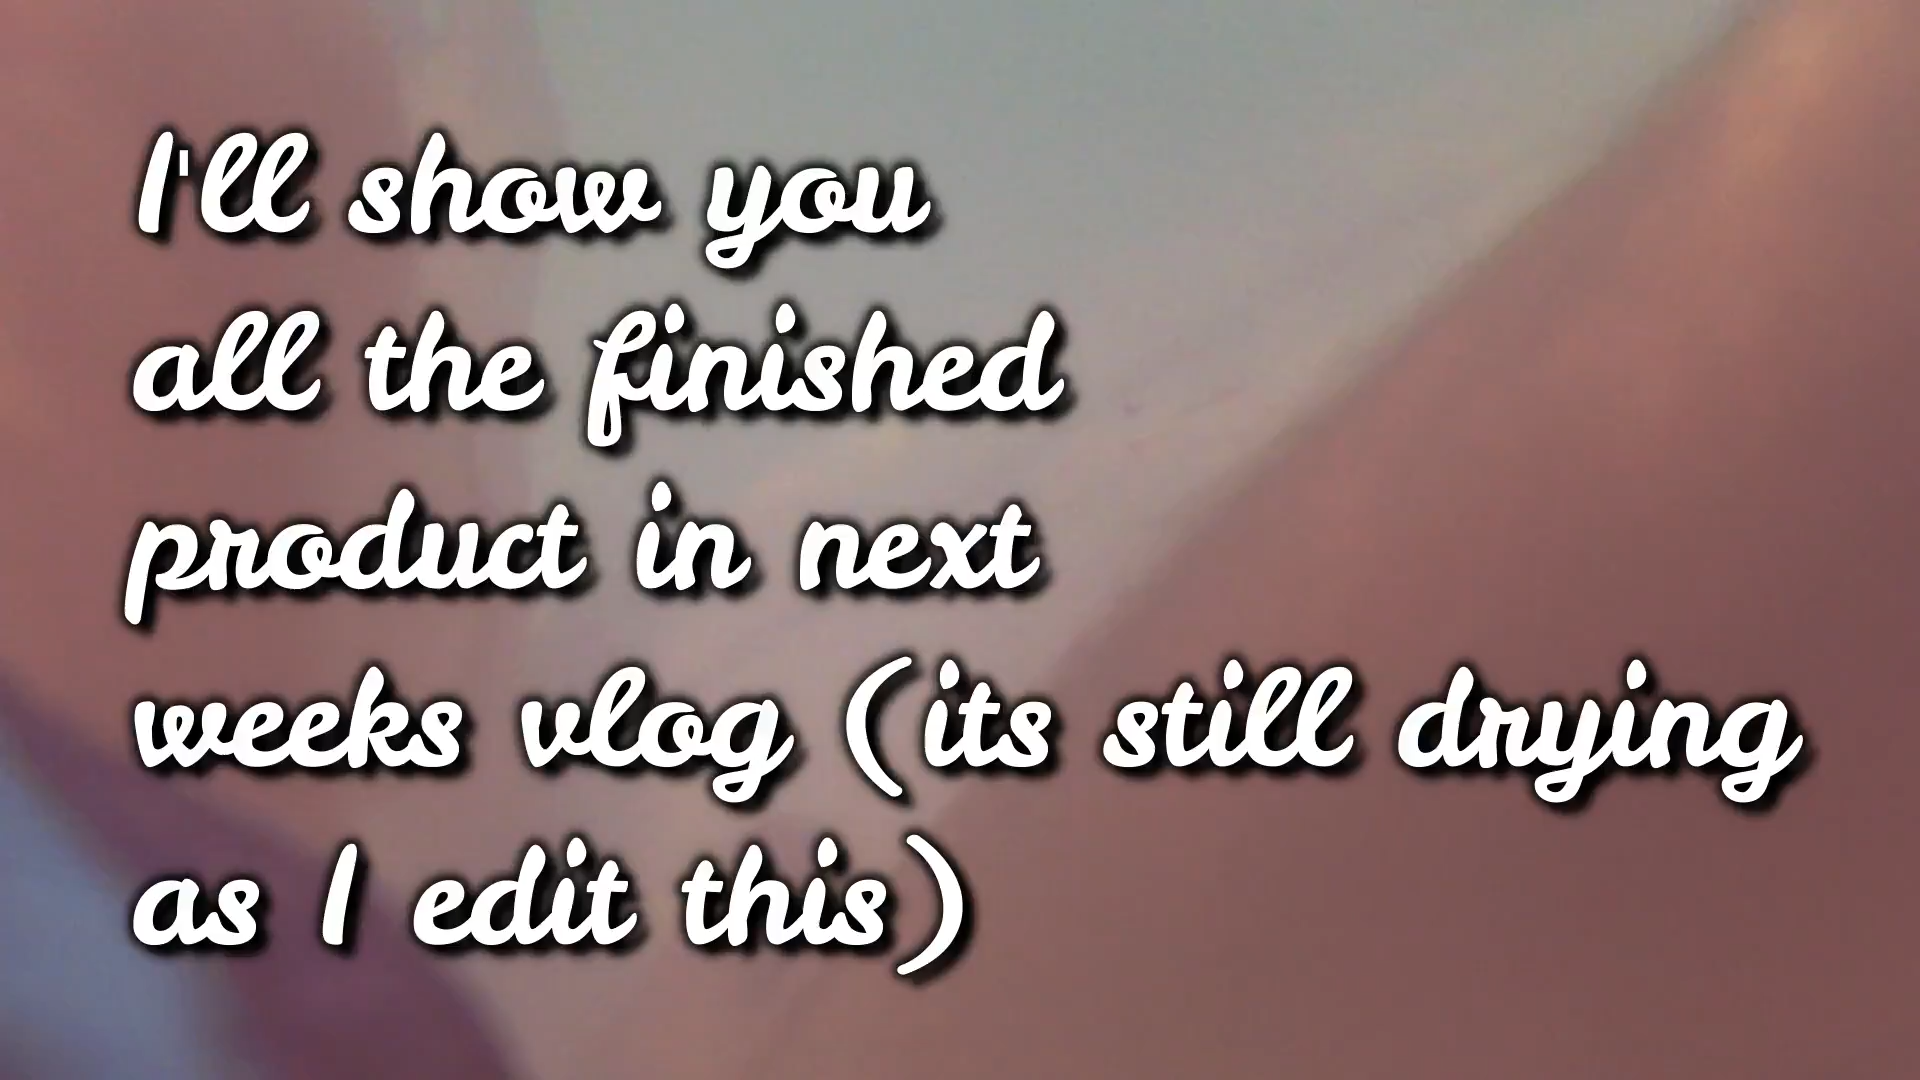 I'll show you
all the finished
product in next
weeks vlog (its still drying
as I edit this)